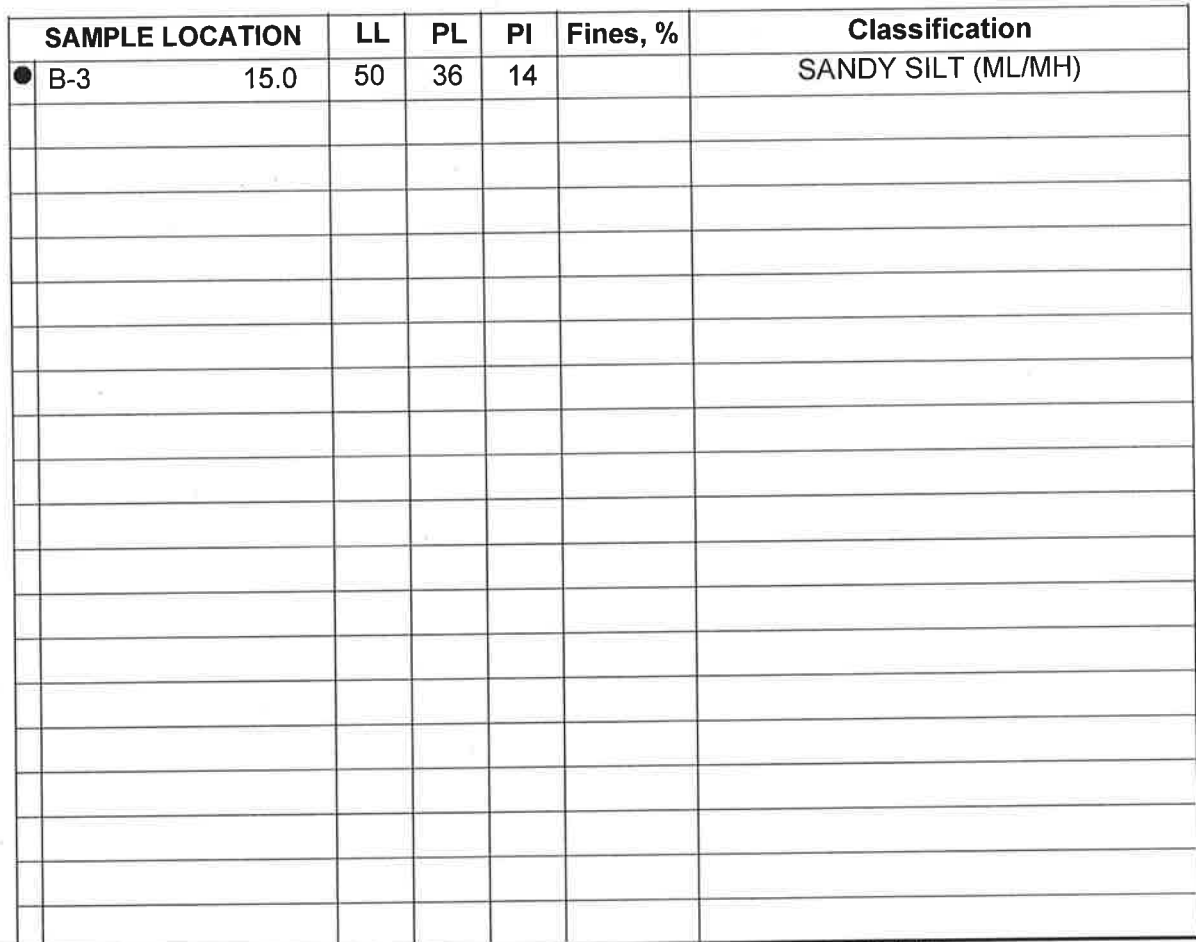 SAMPLE LOCATION LL PL PI Fines, % Classification
B-3 15.0 50 36 14 SANDY SILT (ML/MH)